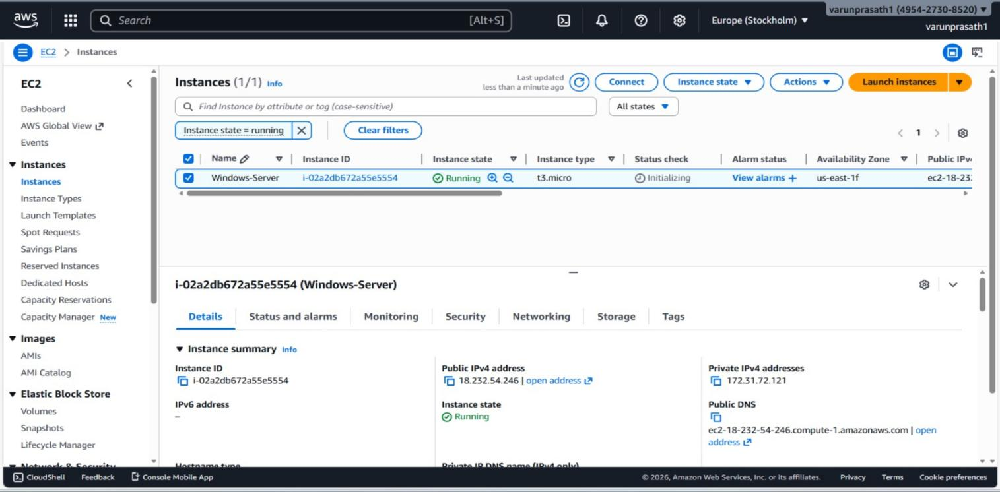 aws
Search [Alt+S]
Europe (Stockholm)
varunprasath1 (4954-2730-8520)
varunprasath1
EC2 > Instances
EC2
Dashboard
AWS Global View
Events
Instances
Instances
Instance Types
Launch Templates
Spot Requests
Savings Plans
Reserved Instances
Dedicated Hosts
Capacity Reservations
Capacity Manager New
Images
AMIs
AMI Catalog
Elastic Block Store
Volumes
Snapshots
Lifecycle Manager
Network & Security
Instances (1/1) Info
Last updated
less than a minute ago
Connect
Instance state
Actions
Launch instances
Find Instance by attribute or tag (case-sensitive)
All states
Instance state = running
Clear filters
1
Name Instance ID Instance state Instance type Status check Alarm status Availability Zone Public IPv
Windows-Server i-02a2db672a55e5554 Running t3.micro Initializing View alarms + us-east-1f ec2-18-23
i-02a2db672a55e5554 (Windows-Server)
Details Status and alarms Monitoring Security Networking Storage Tags
Instance summary Info
Instance ID
i-02a2db672a55e5554
Public IPv4 address
18.232.54.246 | open address
Private IPv4 addresses
172.31.72.121
IPv6 address
–
Instance state
Running
Public DNS
ec2-18-232-54-246.compute-1.amazonaws.com | open
address
Hostname type
Private IP DNS name (IPv4 only)
CloudShell Feedback Console Mobile App
© 2026, Amazon Web Services, Inc. or its affiliates. Privacy Terms Cookie preferences